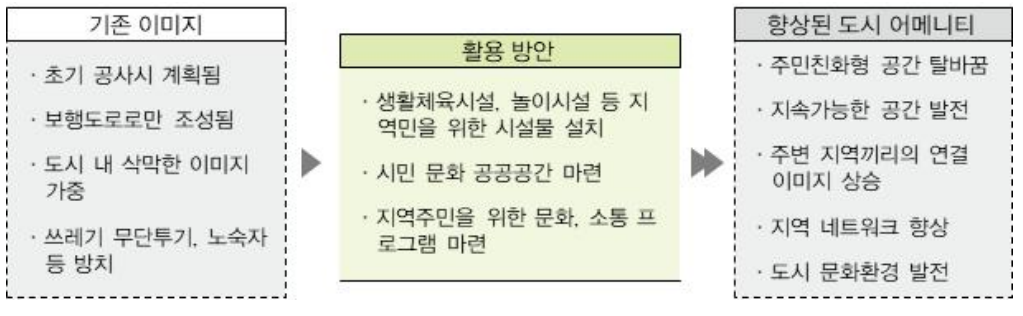 기존 이미지
· 초기 공사시 계획됨
· 보행도로로만 조성됨
· 도시 내 삭막한 이미지
가중
· 쓰레기 무단투기, 노숙자
등 방치
활용 방안
· 생활체육시설, 놀이시설 등 지
역민을 위한 시설물 설치
· 시민 문화 공공공간 마련
· 지역주민을 위한 문화, 소통 프
로그램 마련
향상된 도시 어메니티
· 주민친화형 공간 탈바꿈
· 지속가능한 공간 발전
· 주변 지역끼리의 연결
이미지 상승
· 지역 네트워크 향상
· 도시 문화환경 발전